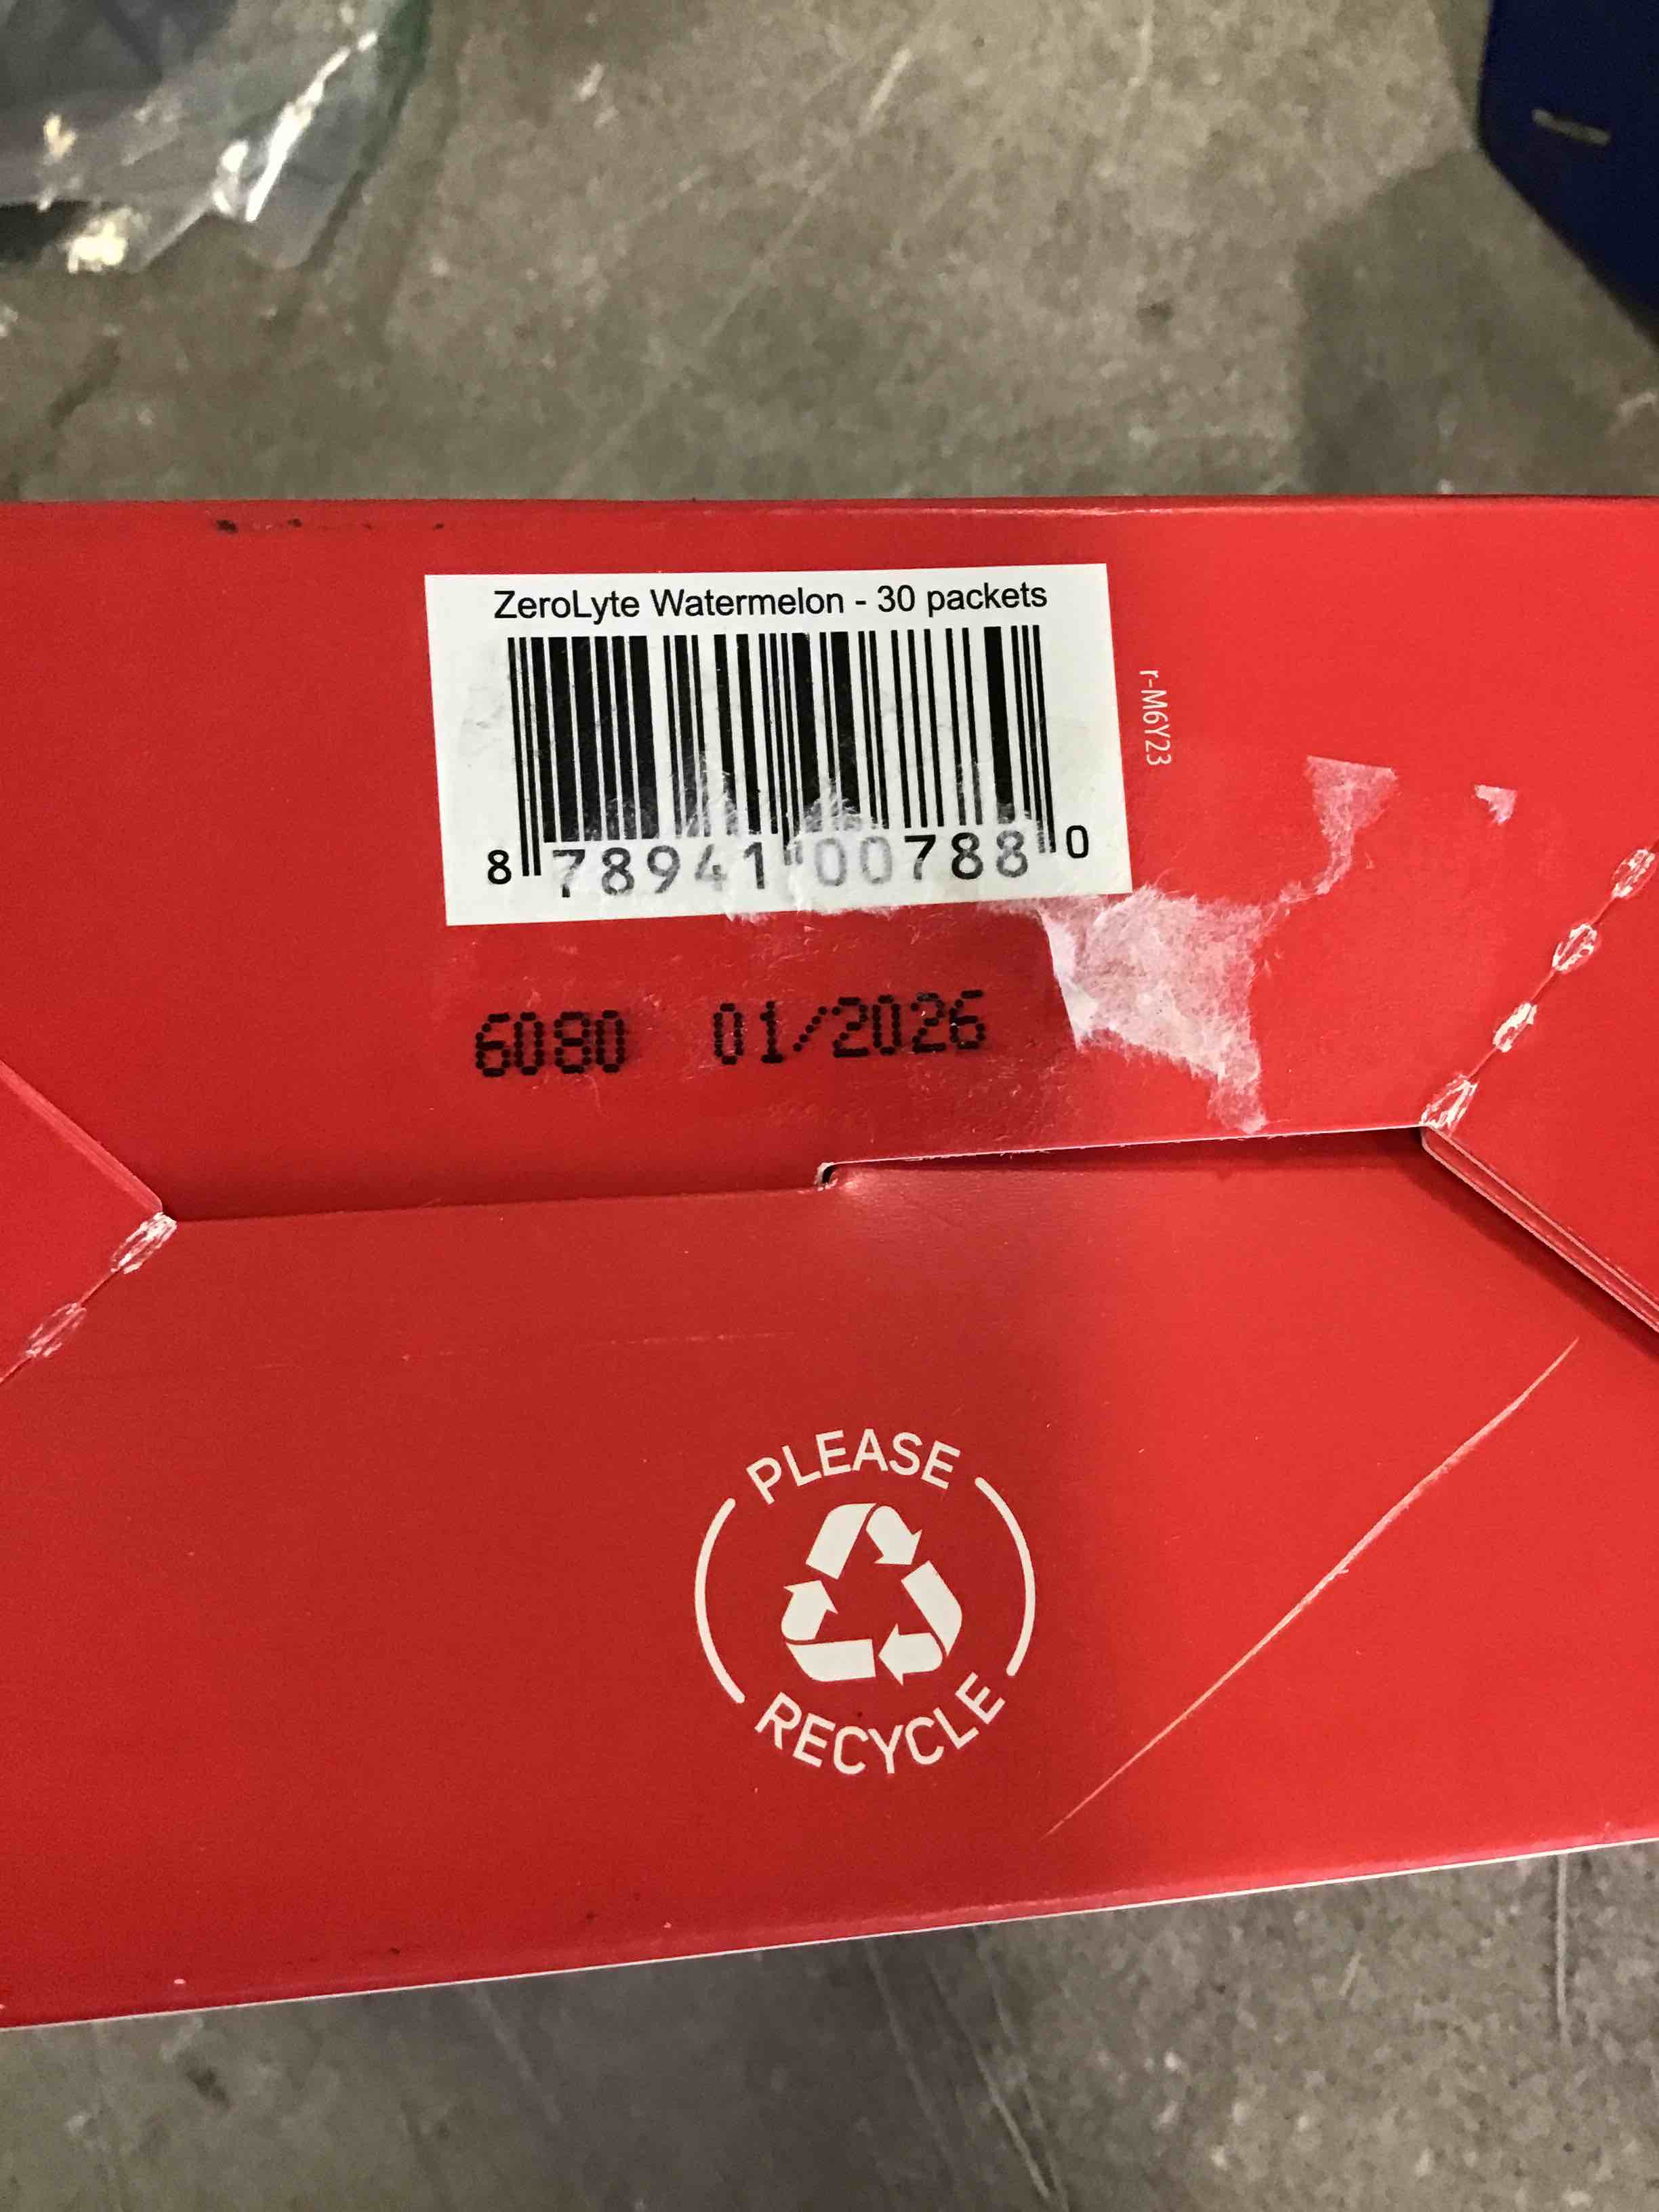 ZeroLyte Watermelon - 30 packets
8 78941 00788 0
r-M6Y23
6080 01/2026
PLEASE
RECYCLE